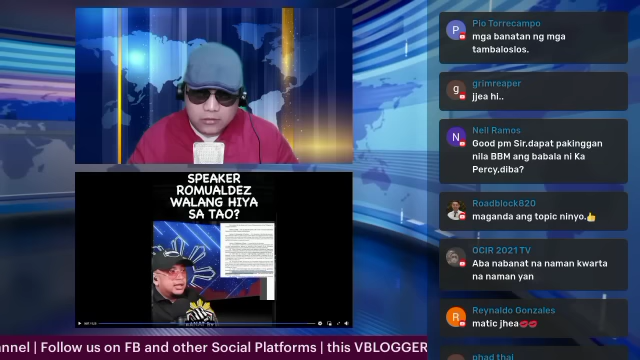 SPEAKER
ROMUALDEZ
WALANG HIYA
SA TAO?
nnel | Follow us on FB and other Social Platforms | this VBLOGGER
Pio Torrecampo
mga banatan ng mga
tambaloslos.
grimreaper
jjea hi..
Nell Ramos
Good pm Sir.dapat pakinggan
nila BBM ang babala ni Ka
Percy,diba?
Roadblock820
maganda ang topic ninyo.👍
OCIR 2021 TV
Aba nabanat na naman kwarta
na naman yan
Reynaldo Gonzales
matic jhea💋💋
phad thai